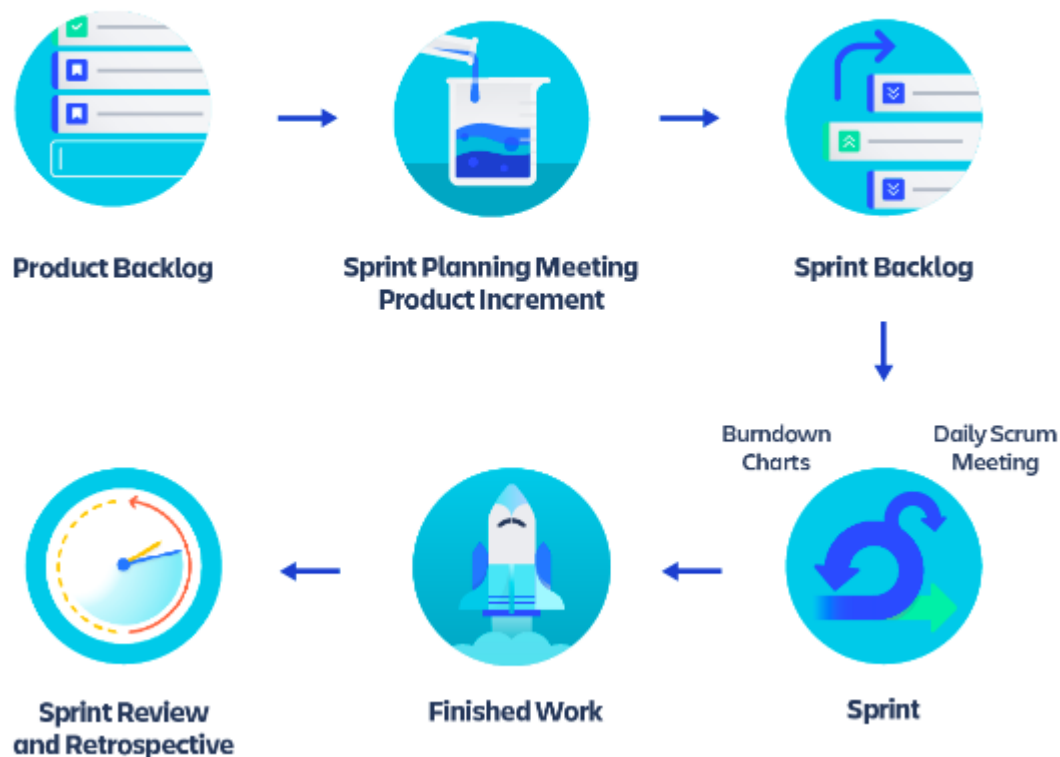 Product Backlog
Sprint Planning Meeting
Product Increment
Sprint Backlog
Burndown
Charts
Daily Scrum
Meeting
Sprint Review
and Retrospective
Finished Work
Sprint